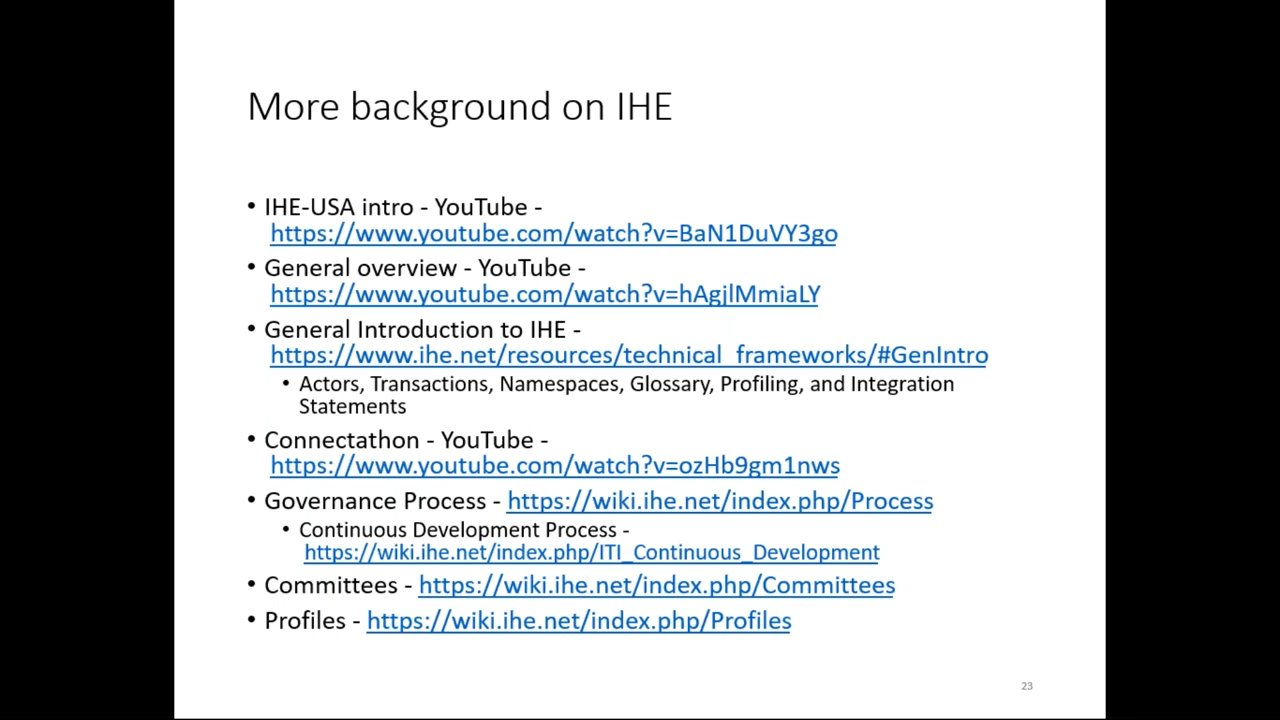 More background on IHE
• IHE-USA intro - YouTube -
https://www.youtube.com/watch?v=BaN1DuVY3go
• General overview - YouTube -
https://www.youtube.com/watch?v=hAgjlMmiaLY
• General Introduction to IHE -
https://www.ihe.net/resources/technical_frameworks/#GenIntro
• Actors, Transactions, Namespaces, Glossary, Profiling, and Integration
Statements
• Connectathon - YouTube -
https://www.youtube.com/watch?v=ozHb9gm1nws
• Governance Process - https://wiki.ihe.net/index.php/Process
• Continuous Development Process -
https://wiki.ihe.net/index.php/ITI_Continuous_Development
• Committees - https://wiki.ihe.net/index.php/Committees
• Profiles - https://wiki.ihe.net/index.php/Profiles
23